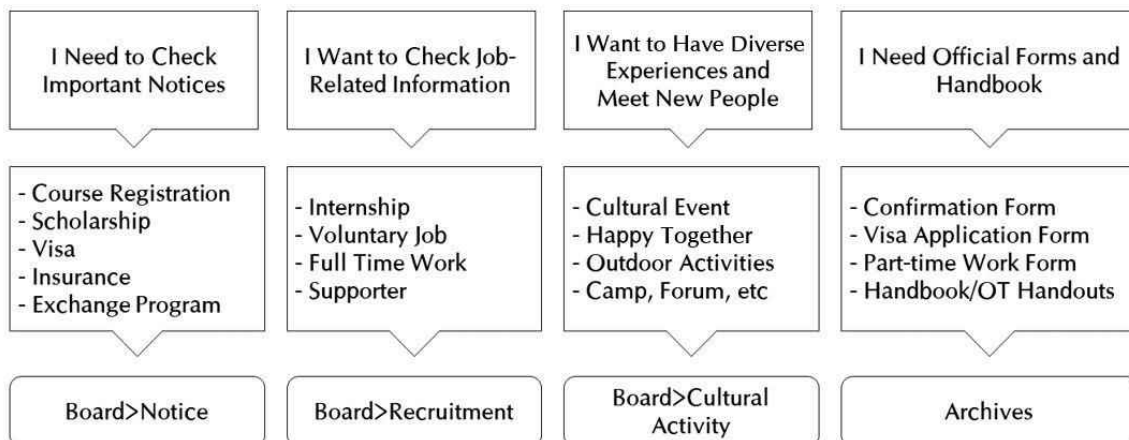 I Need to Check
Important Notices
I Want to Check Job-
Related Information
I Want to Have Diverse
Experiences and
Meet New People
I Need Official Forms and
Handbook
- Course Registration
- Scholarship
- Visa
- Insurance
- Exchange Program
- Internship
- Voluntary Job
- Full Time Work
- Supporter
- Cultural Event
- Happy Together
- Outdoor Activities
- Camp, Forum, etc
- Confirmation Form
- Visa Application Form
- Part-time Work Form
- Handbook/OT Handouts
Board>Notice
Board>Recruitment
Board>Cultural
Activity
Archives